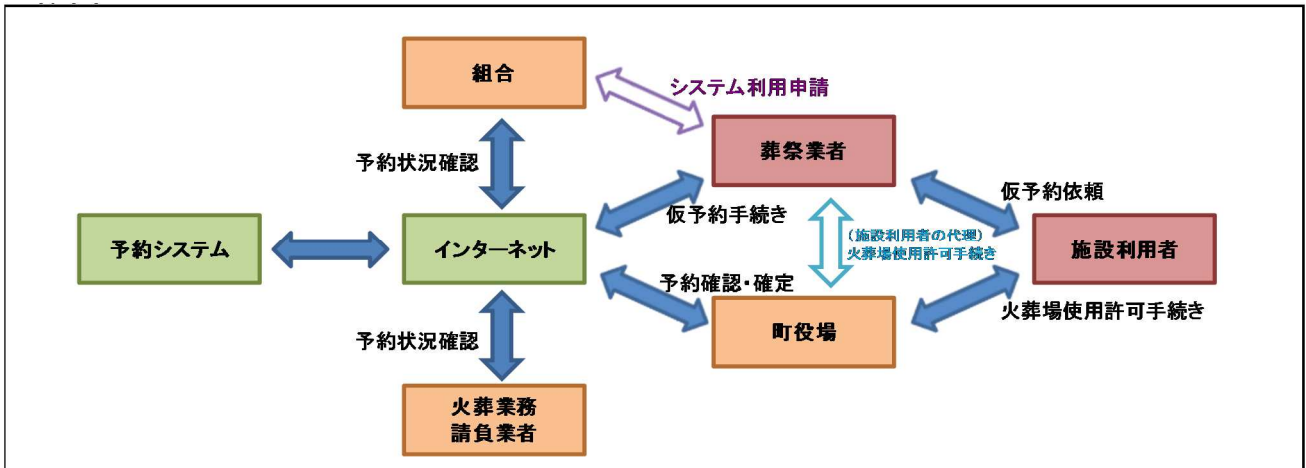 組合
システム利用申請
葬祭業者
予約状況確認
仮予約依頼
仮予約手続き
予約システム
インターネット
(施設利用者の代理)
火葬場使用許可手続き
施設利用者
予約確認・確定
火葬場使用許可手続き
町役場
予約状況確認
火葬業務
請負業者